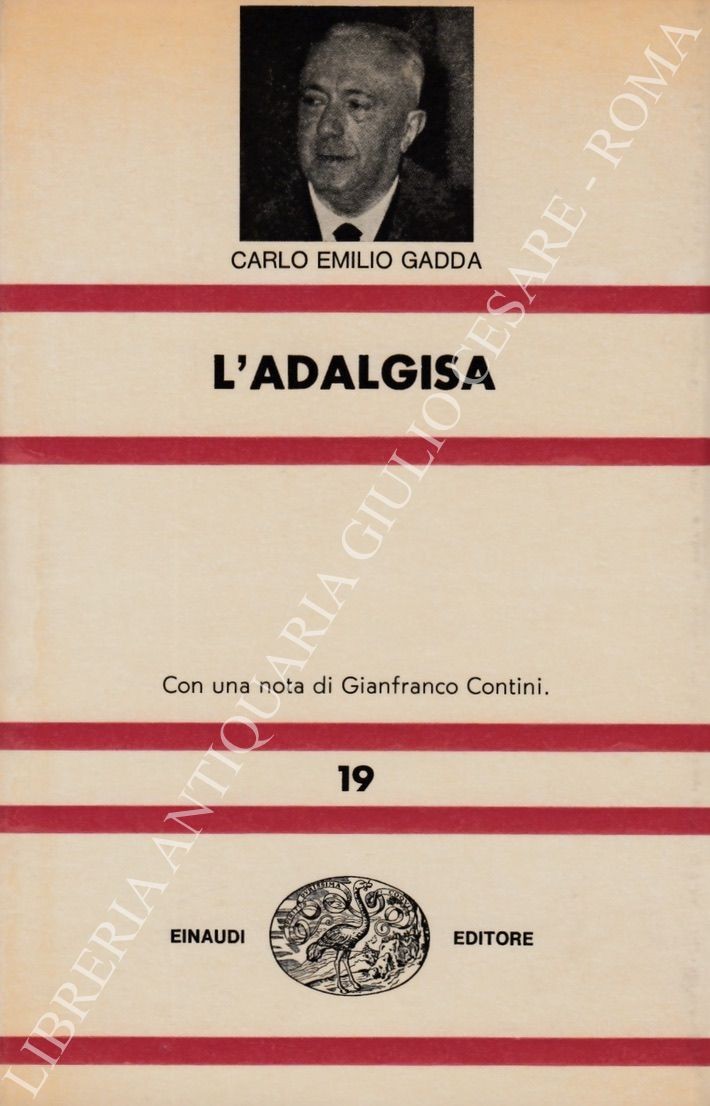 CARLO EMILIO GADDA
L'ADALGISA
Con una nota di Gianfranco Contini.
19
EINAUDI
EDITORE
LIBRERIA ANTIQUARIA GIULIO CESARE - ROMA